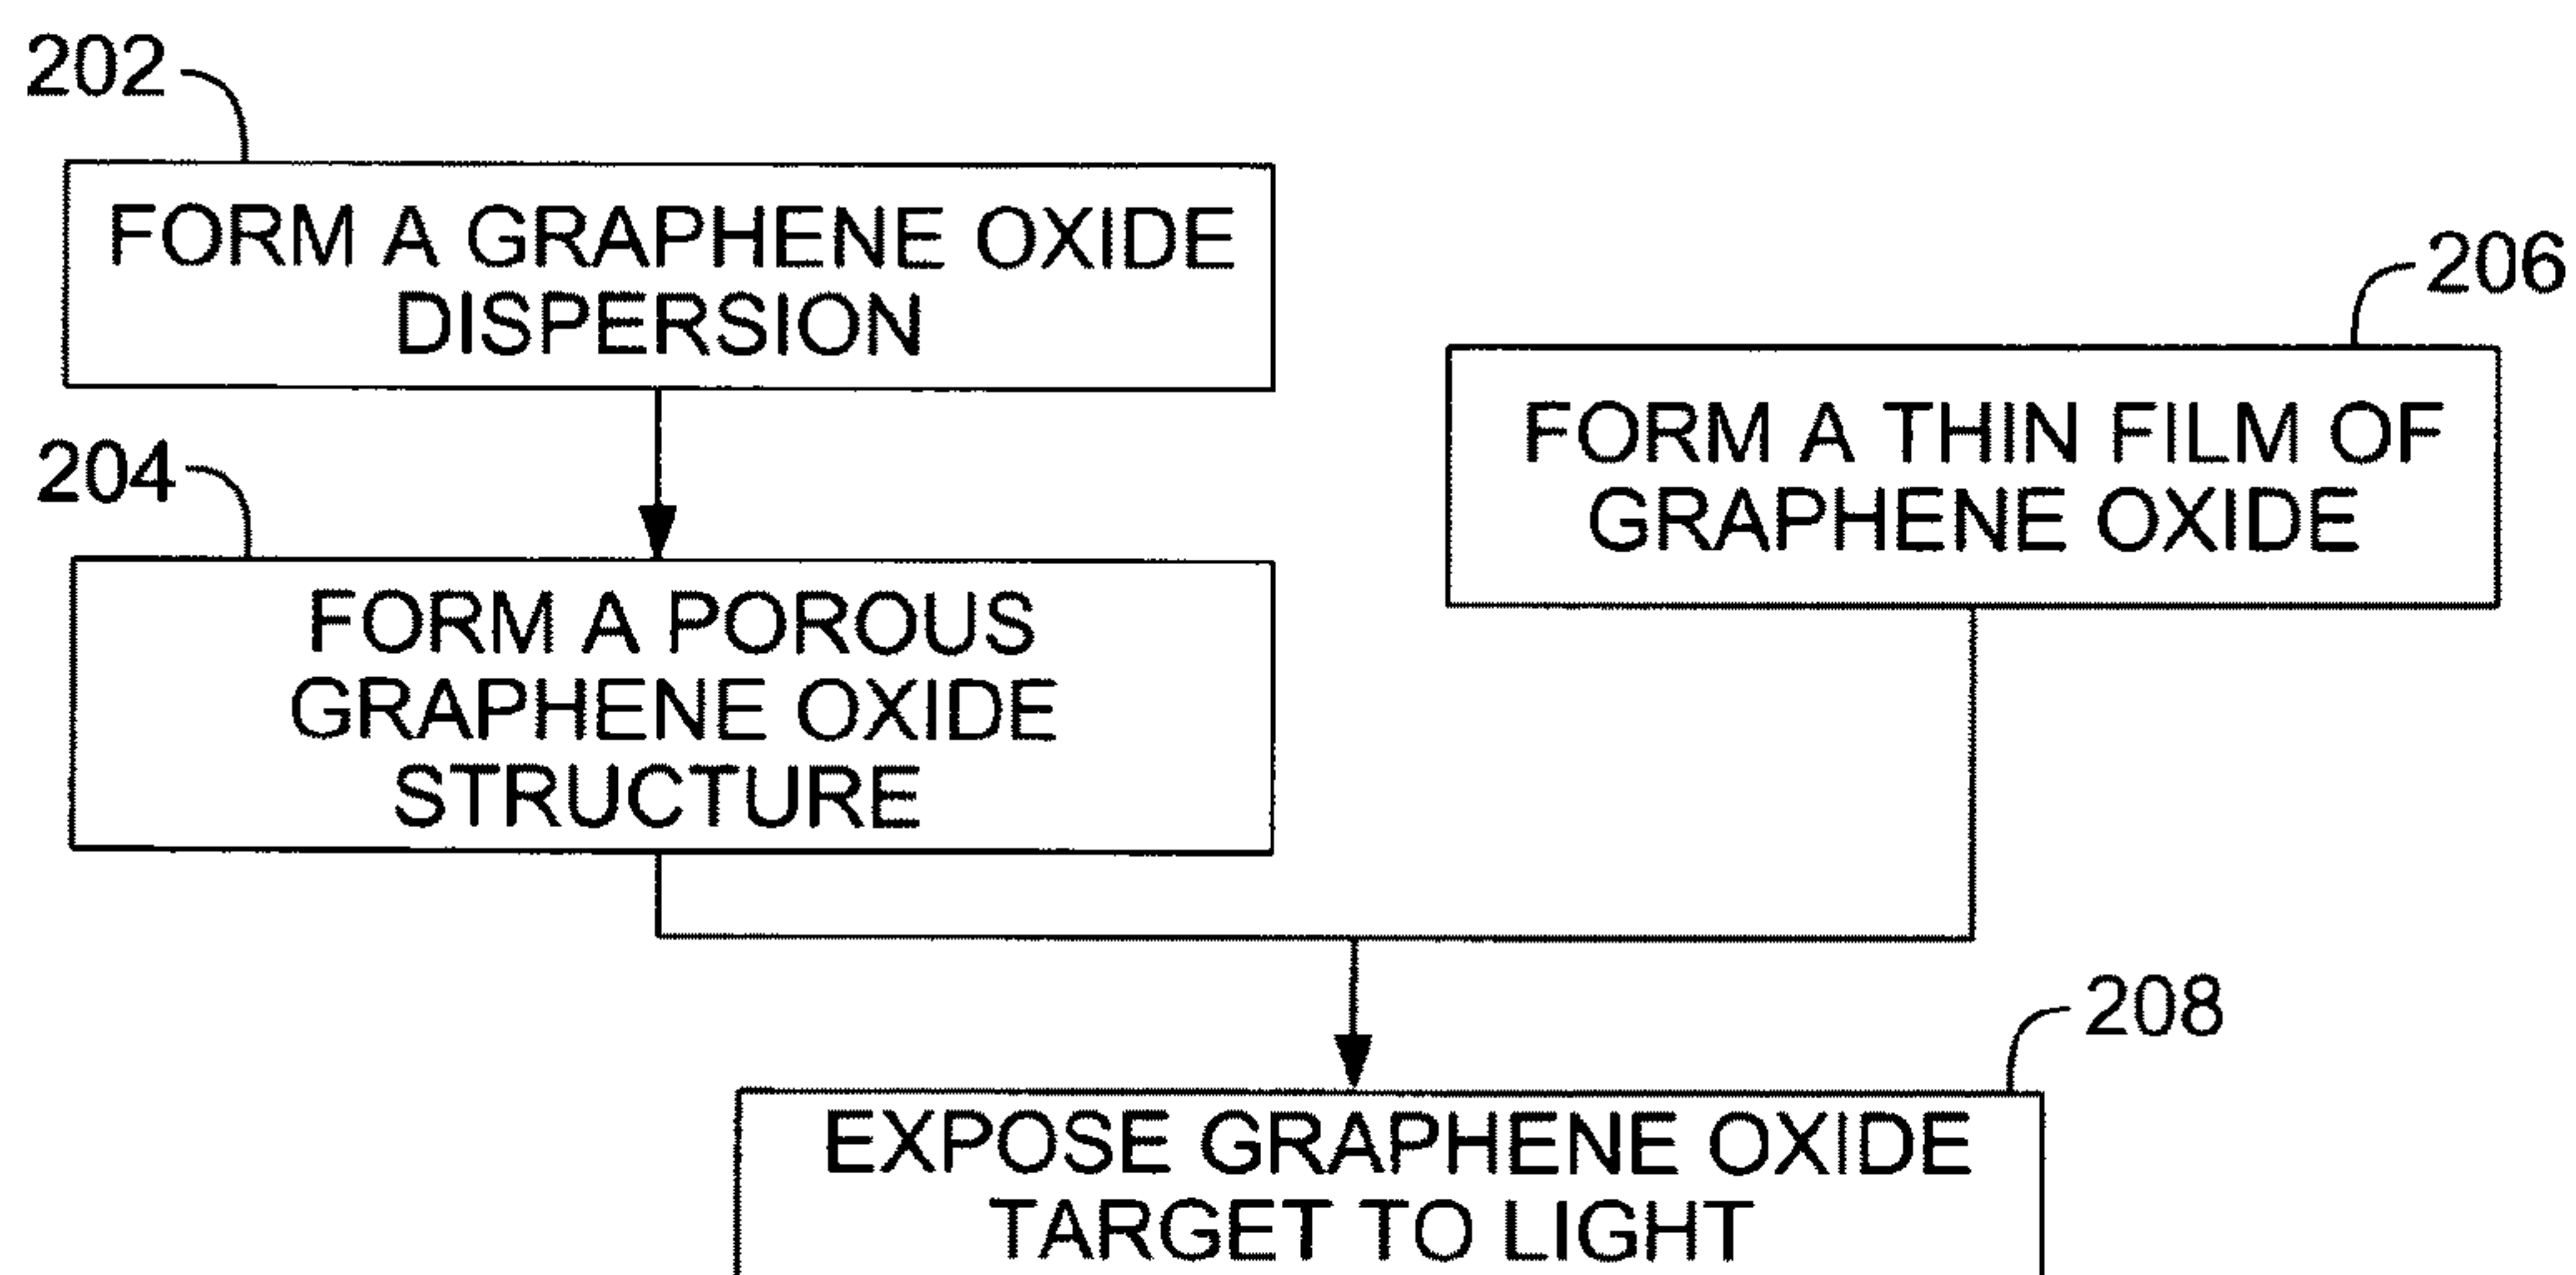 202
FORM A GRAPHENE OXIDE
DISPERSION
204
FORM A POROUS
GRAPHENE OXIDE
STRUCTURE
206
FORM A THIN FILM OF
GRAPHENE OXIDE
208
EXPOSE GRAPHENE OXIDE
TARGET TO LIGHT